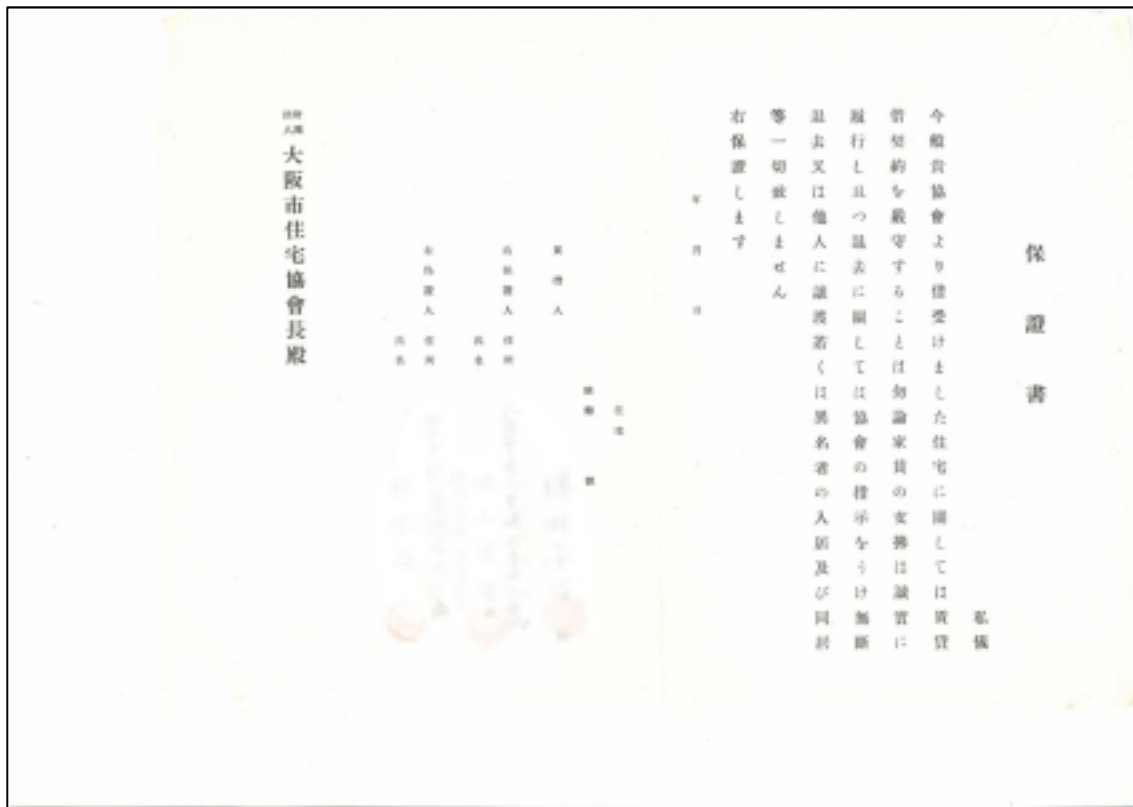 保證書
私儀
今般貴協會より借受けました住宅に關しては賃貸
借契約を嚴守することは勿論家賃の支拂は誠實に
履行し且つ退去に關しては協會の指示をうけ無斷
退去又は他人に讓渡若くは異名者の入居及び同居
等一切致しません
右保證します
年月日
住宅
號
賃借人
右保證人 住所
氏名
右保證人 住所
氏名
財團法人 大阪市住宅協會長殿